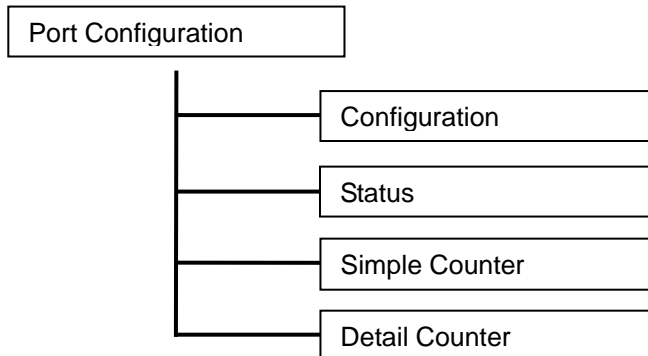 Port Configuration
Configuration
Status
Simple Counter
Detail Counter